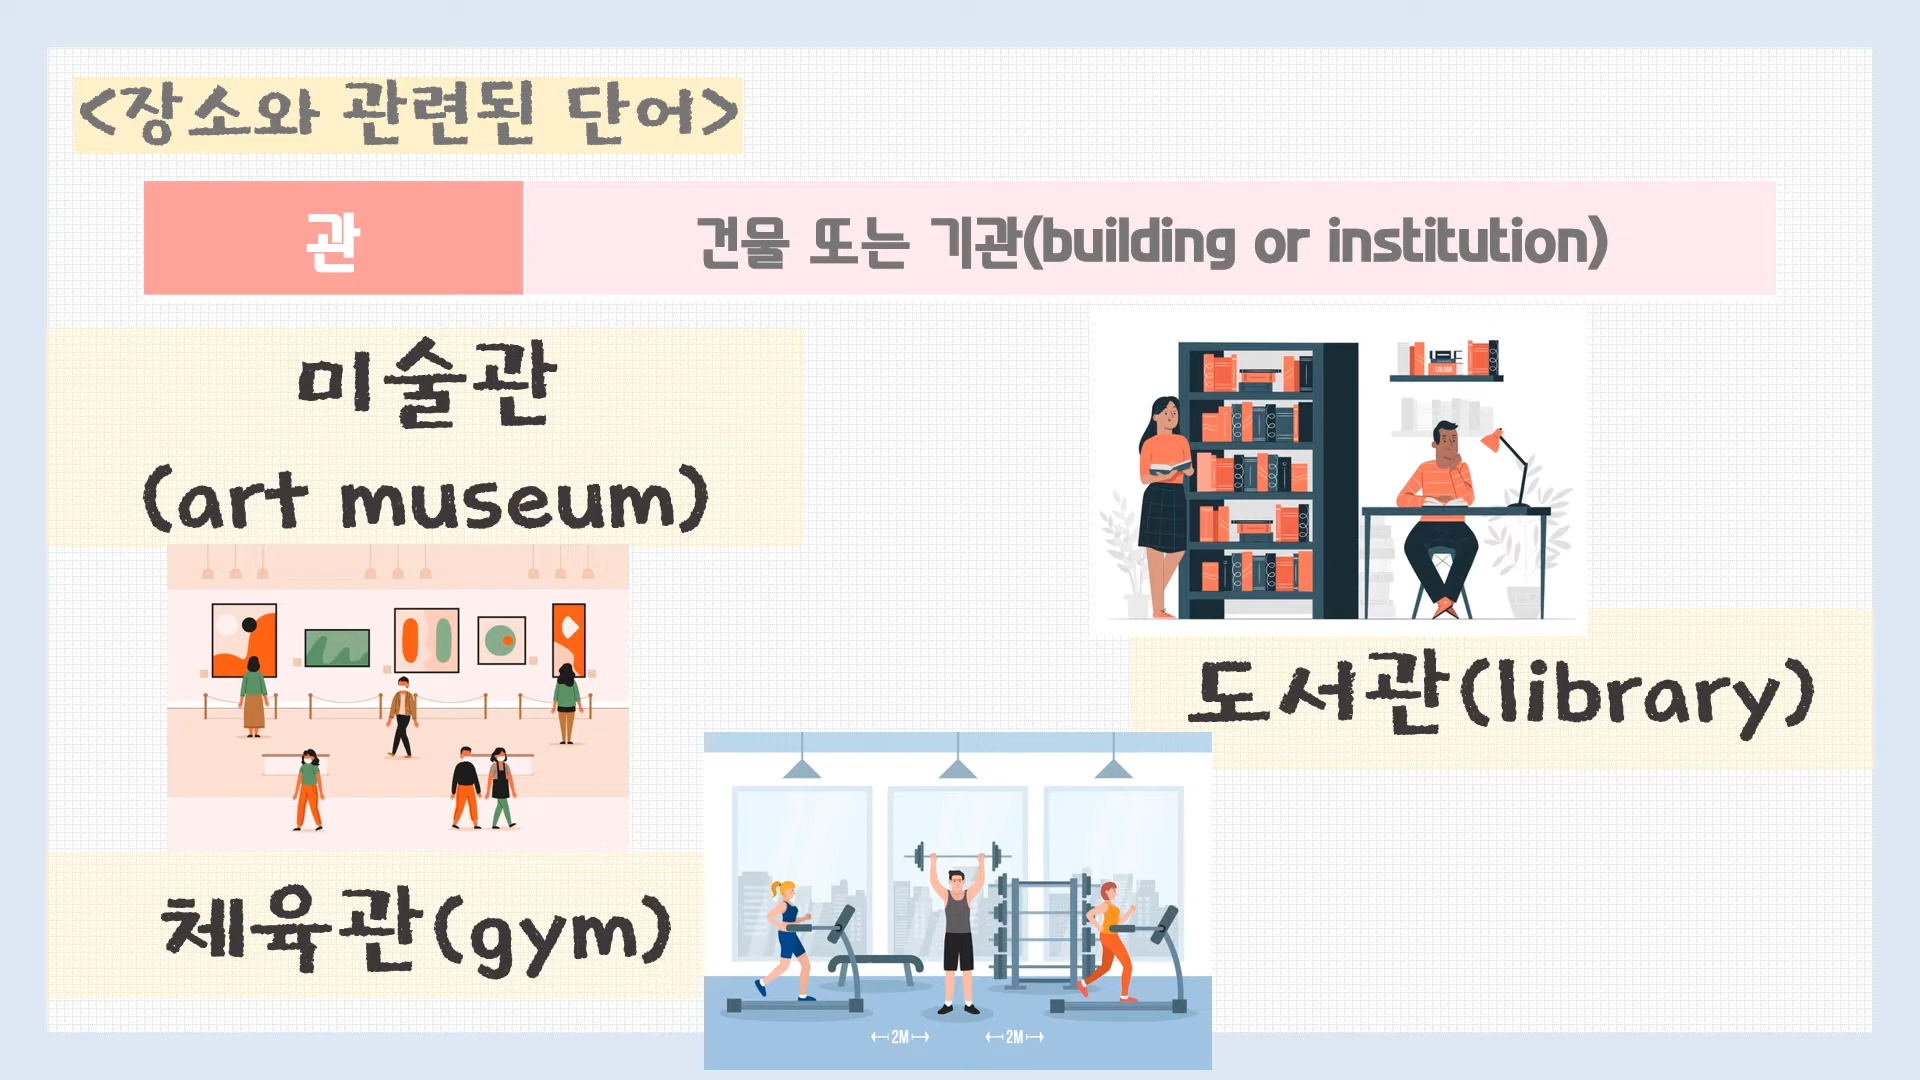 <장소와 관련된 단어>
관
건물 또는 기관(building or institution)
미술관
(art museum)
도서관(library)
체육관(gym)
2M
2M